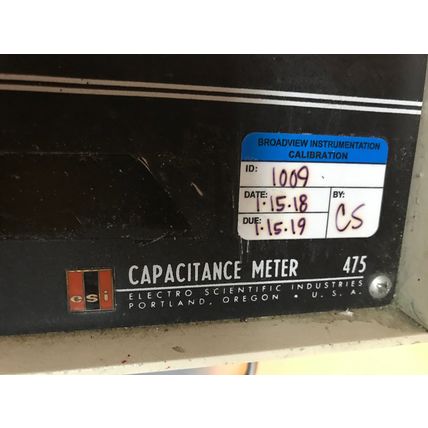 BROADVIEW INSTRUMENTATION
CALIBRATION
ID: 1009
DATE: 1.15.18
BY: CS
DUE: 1.15.19
CAPACITANCE METER 475
esi
ELECTRO SCIENTIFIC INDUSTRIES
PORTLAND, OREGON • U.S.A.